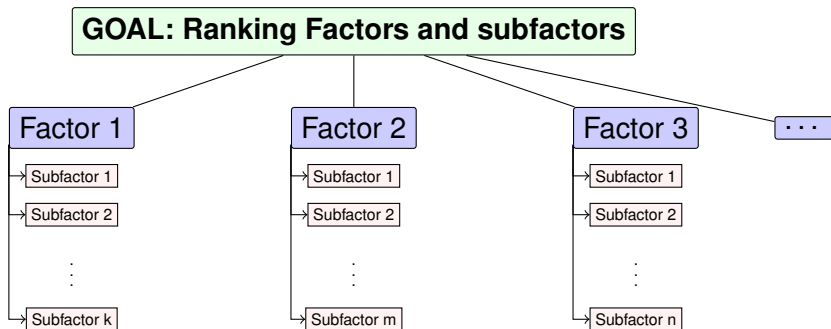 GOAL: Ranking Factors and subfactors
Factor 1
Factor 2
Factor 3
...
Subfactor 1
Subfactor 1
Subfactor 1
Subfactor 2
Subfactor 2
Subfactor 2
Subfactor k
Subfactor m
Subfactor n